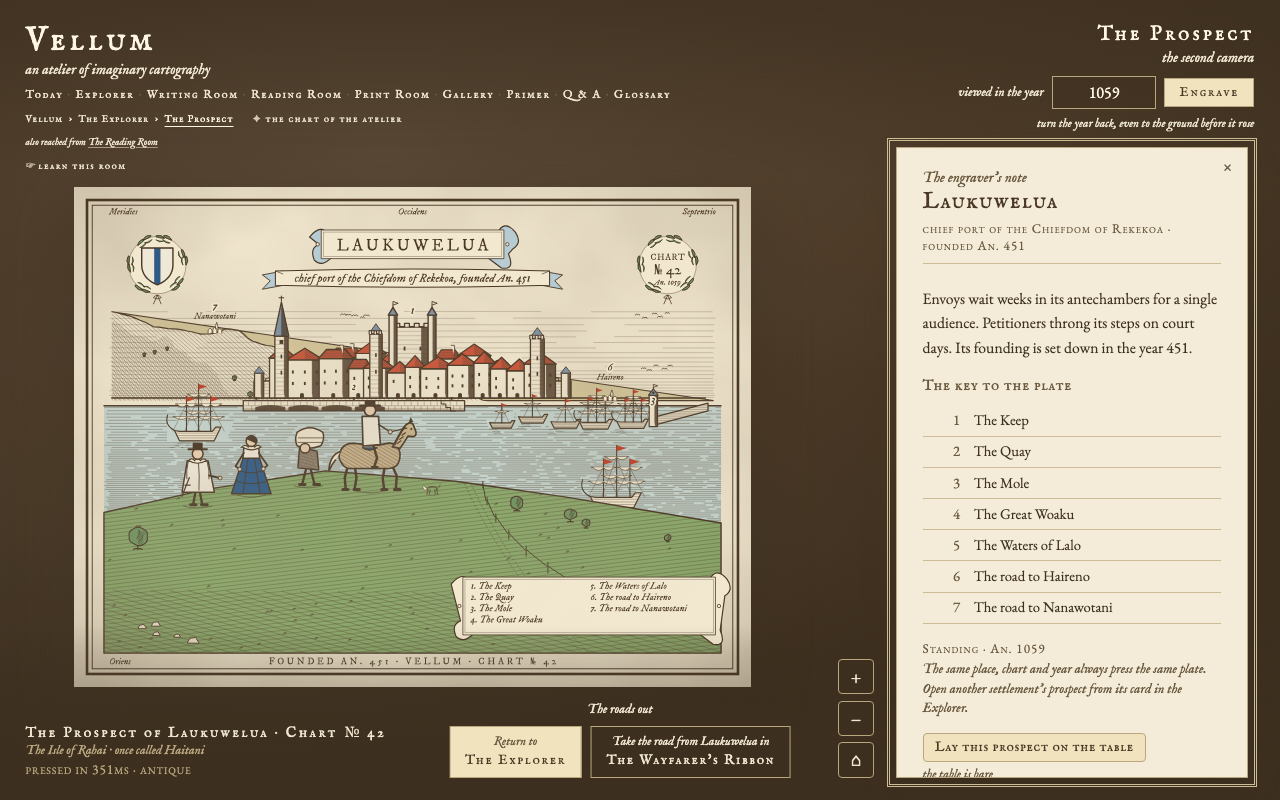 Vellum
an atelier of imaginary cartography
Today · Explorer · Writing Room · Reading Room · Print Room · Gallery · Primer · Q & A · Glossary
Vellum › The Explorer › The Prospect ✦ the chart of the atelier
also reached from The Reading Room
☞ learn this room
The Prospect
the second camera
viewed in the year 1059 Engrave
turn the year back, even to the ground before it rose
Meridies Occidens Septentrio
LAUKUWELUA
chief port of the Chiefdom of Rekekoa, founded An. 451
CHART
№ 42
An. 1059
7
Nanawotani
1
2
6
Haireno
3
1. The Keep
2. The Quay
3. The Mole
4. The Great Woaku
5. The Waters of Lalo
6. The road to Haireno
7. The road to Nanawotani
Oriens FOUNDED AN. 451 · VELLUM · CHART № 42
The engraver's note
×
Laukuwelua
chief port of the Chiefdom of Rekekoa ·
founded An. 451
Envoys wait weeks in its antechambers for a single
audience. Petitioners throng its steps on court
days. Its founding is set down in the year 451.
The key to the plate
1 The Keep
2 The Quay
3 The Mole
4 The Great Woaku
5 The Waters of Lalo
6 The road to Haireno
7 The road to Nanawotani
Standing · An. 1059
The same place, chart and year always press the same plate.
Open another settlement's prospect from its card in the
Explorer.
Lay this prospect on the table
the table is bare
+
−
⌂
The Prospect of Laukuwelua · Chart № 42
The Isle of Rahai · once called Haitani
pressed in 351ms · antique
The roads out
Return to
The Explorer
Take the road from Laukuwelua in
The Wayfarer's Ribbon